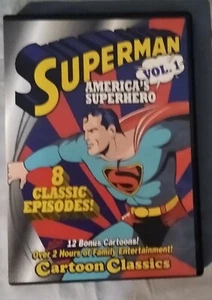 SUPERMAN
VOL. 1
AMERICA'S
SUPERHERO
8
CLASSIC
EPISODES!
12 Bonus Cartoons!
Over 2 Hours of Family Entertainment!
Cartoon Classics